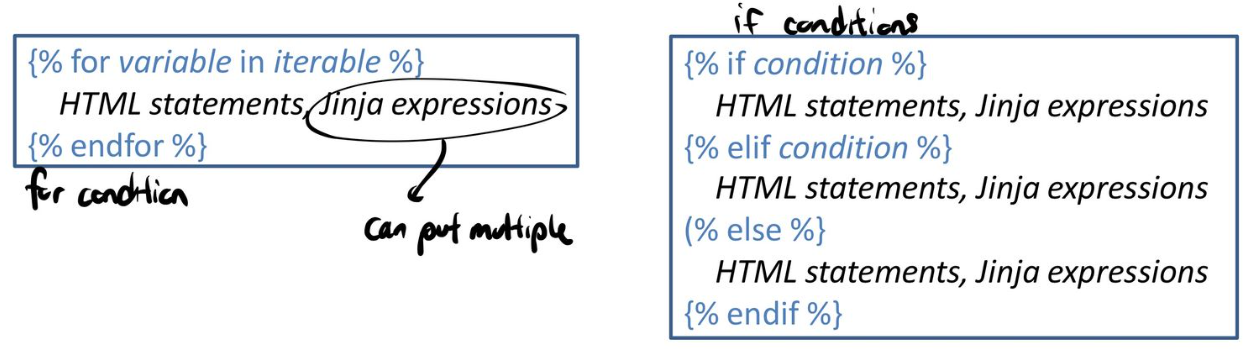 {% for variable in iterable %}
HTML statements, Jinja expressions
{% endfor %}
for condition
can put multiple
if conditions
{% if condition %}
HTML statements, Jinja expressions
{% elif condition %}
HTML statements, Jinja expressions
(% else %}
HTML statements, Jinja expressions
{% endif %}